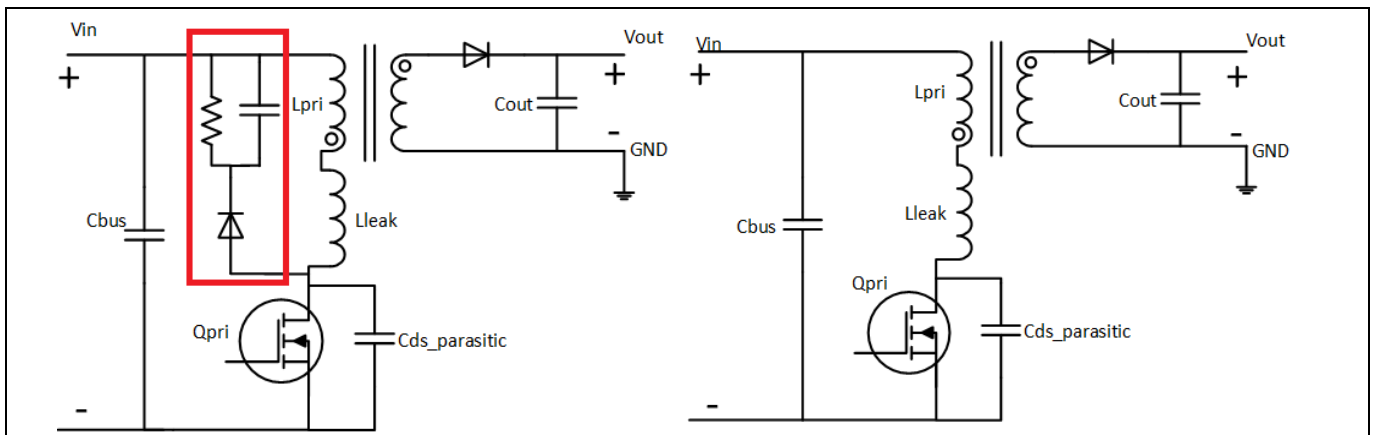 Vin
+
Lpri
Cbus
Lleak
Qpri
Cds_parasitic
-
Vout
+
Cout
-
GND
Vin
+
Lpri
Cbus
Lleak
Qpri
Cds_parasitic
-
Vout
+
Cout
-
GND